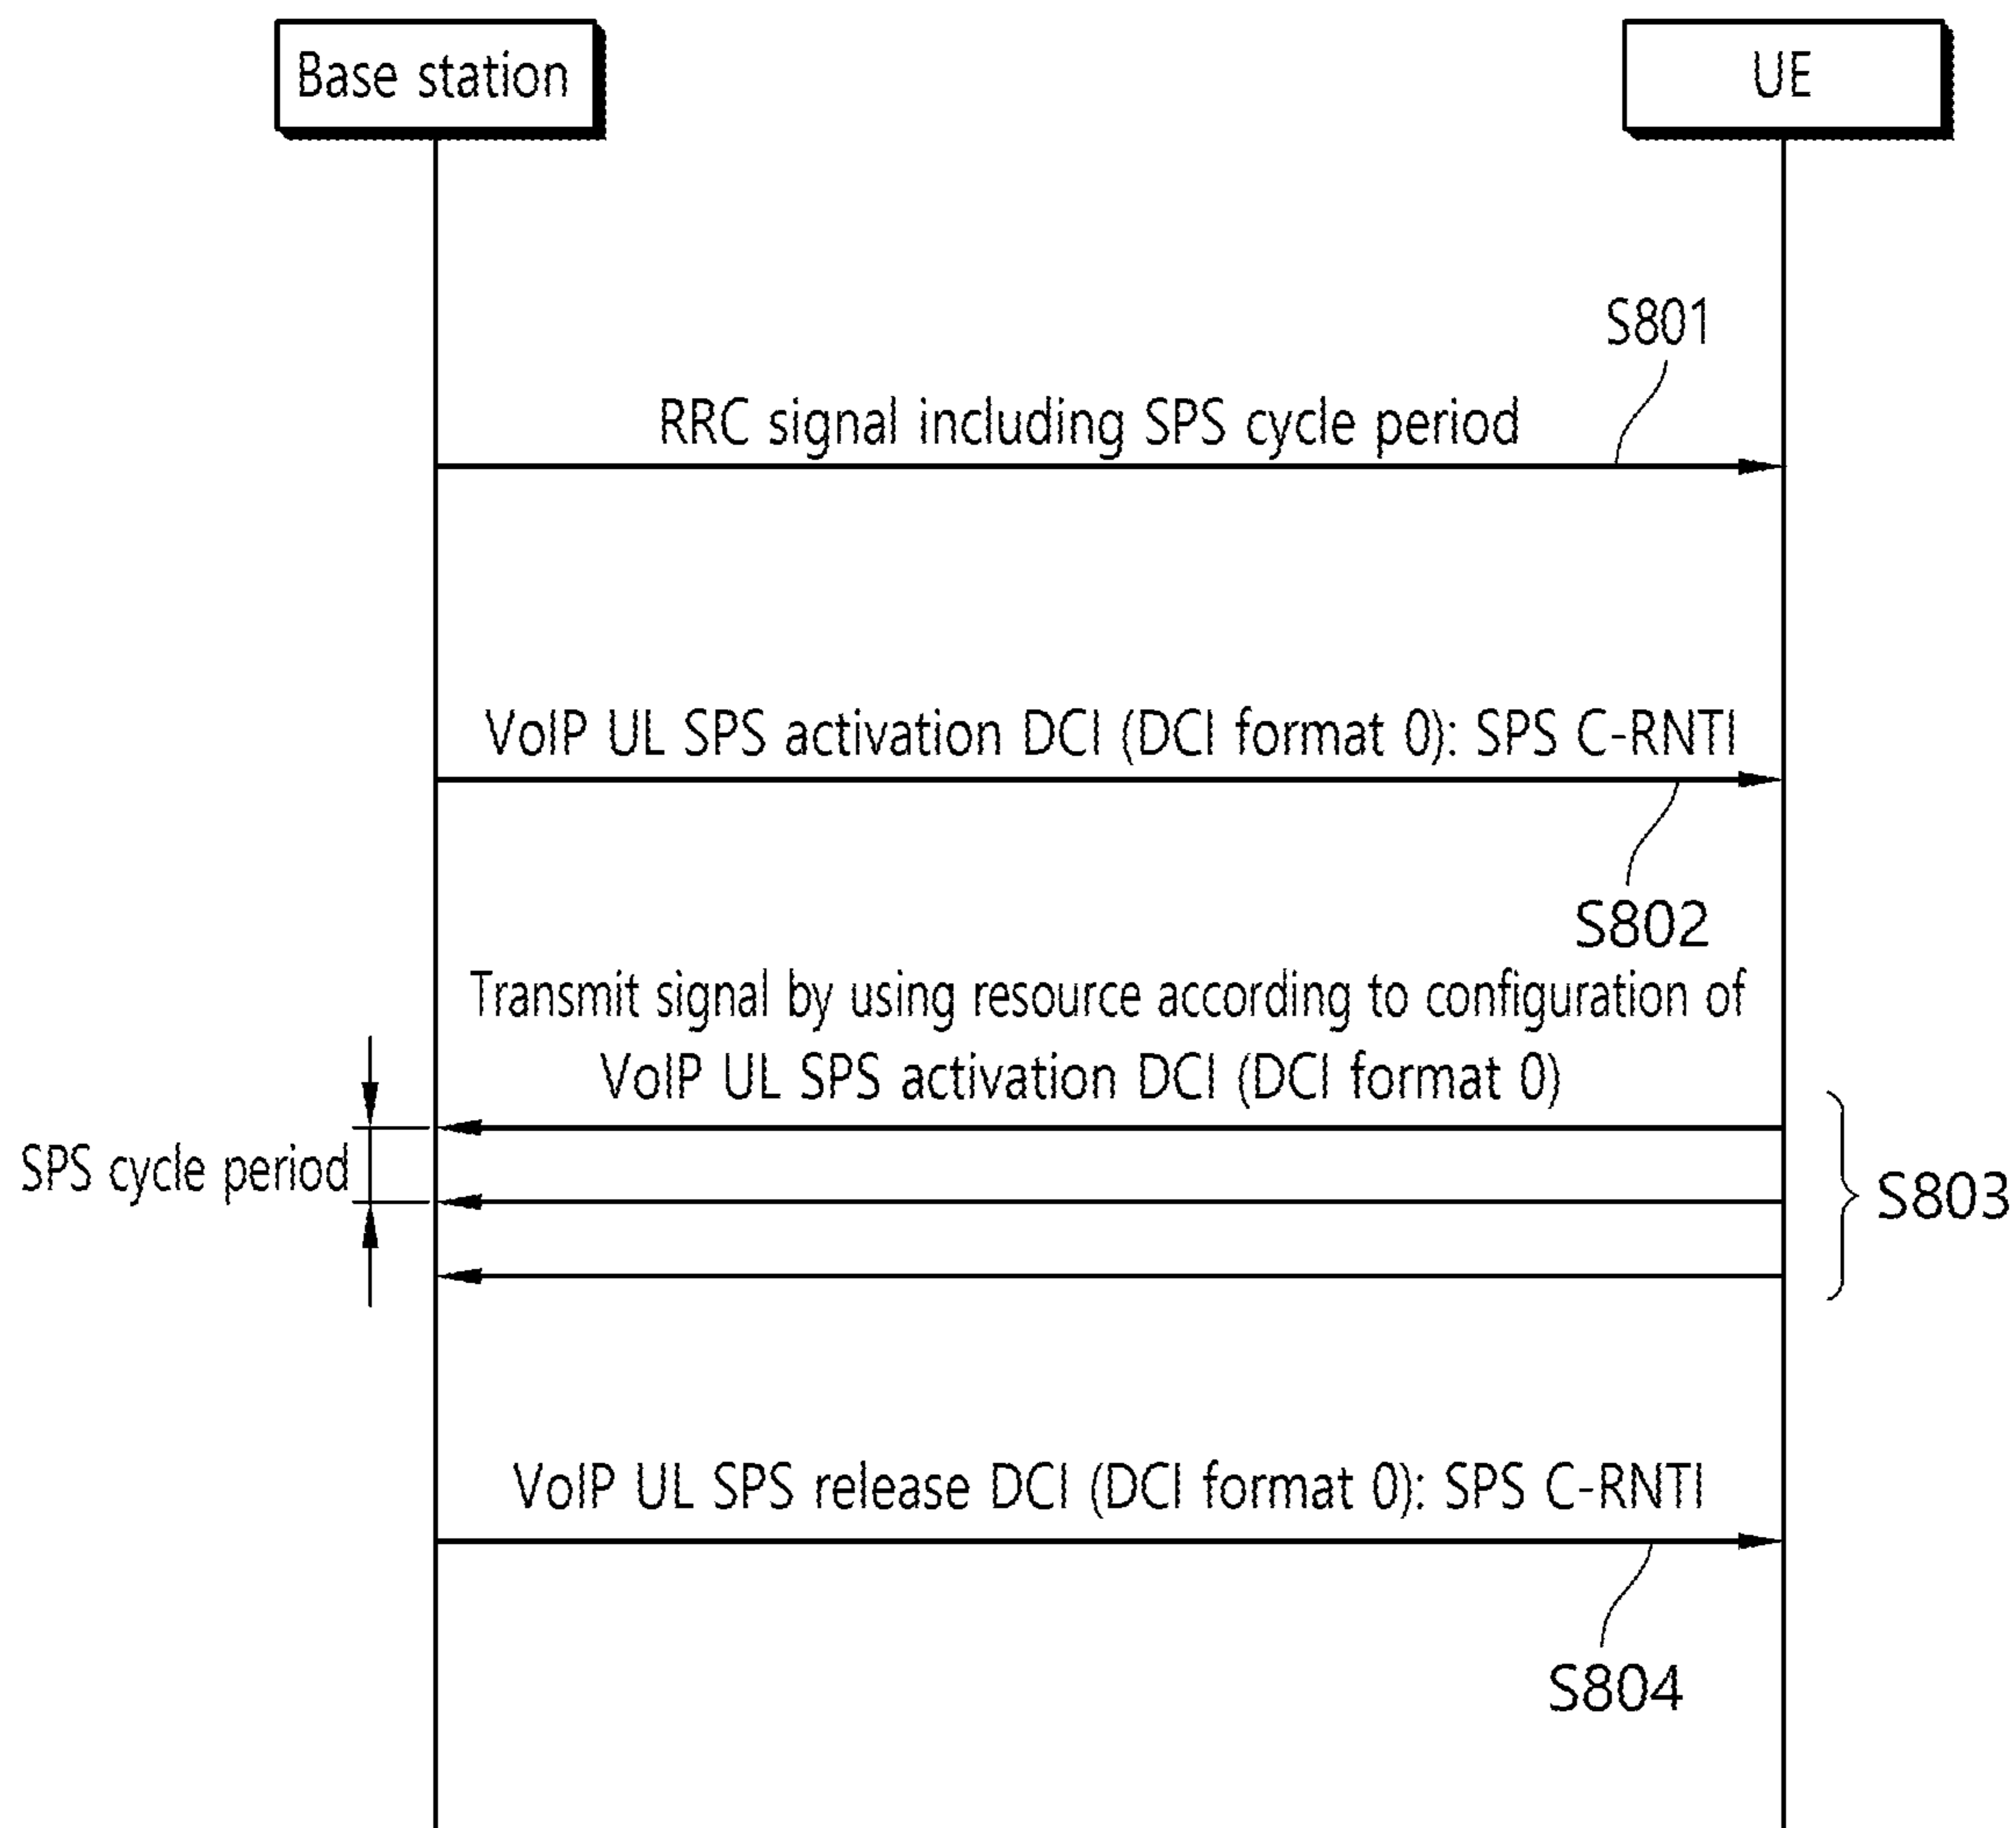 Base station
UE
S801
RRC signal including SPS cycle period
VoIP UL SPS activation DCI (DCI format 0): SPS C-RNTI
S802
Transmit signal by using resource according to configuration of
VoIP UL SPS activation DCI (DCI format 0)
SPS cycle period
S803
VoIP UL SPS release DCI (DCI format 0): SPS C-RNTI
S804